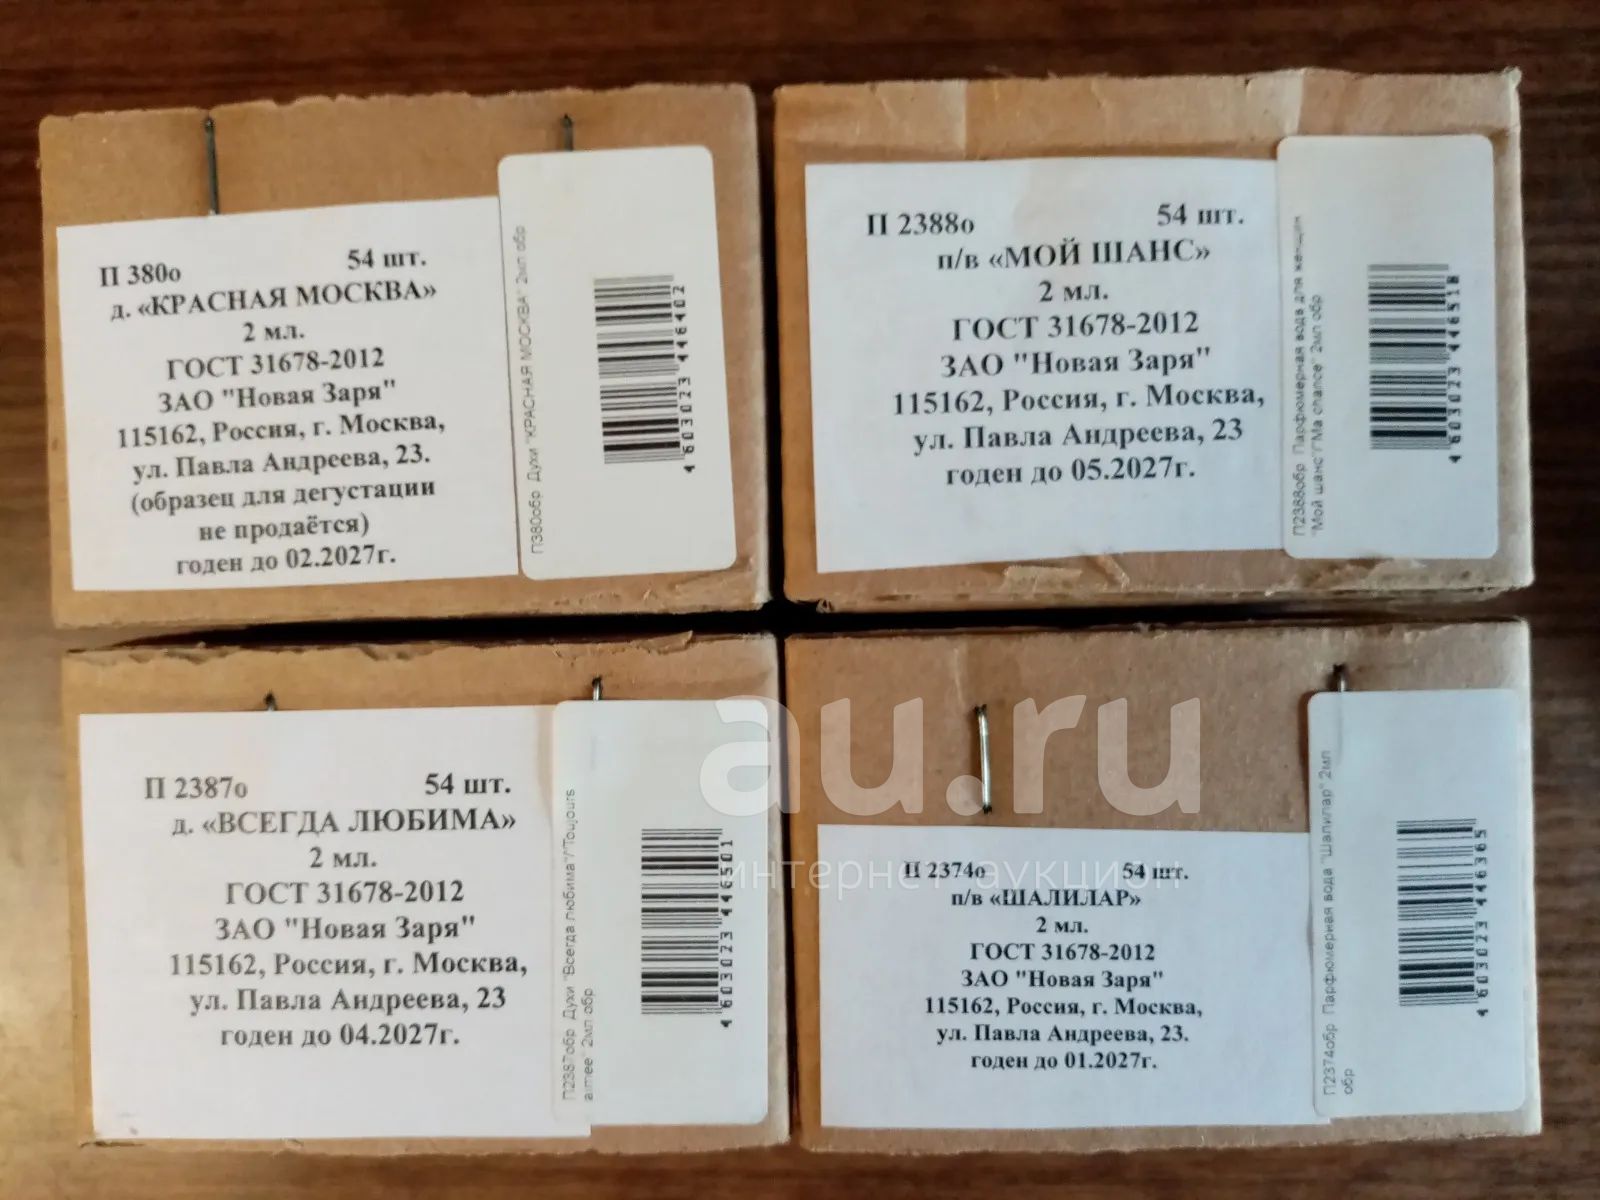 П 380о 54 шт.
д. «КРАСНАЯ МОСКВА»
2 мл.
ГОСТ 31678-2012
ЗАО "Новая Заря"
115162, Россия, г. Москва,
ул. Павла Андреева, 23.
(образец для дегустации
не продаётся)
годен до 02.2027г.
П380обр Духи "КРАСНАЯ МОСКВА" 2мл обр
4 603023 446402
П 2388о 54 шт.
п/в «МОЙ ШАНС»
2 мл.
ГОСТ 31678-2012
ЗАО "Новая Заря"
115162, Россия, г. Москва,
ул. Павла Андреева, 23
годен до 05.2027г.
П2388обр Парфюмерная вода для женщин
"Мой шанс"/"Ma chance" 2мл обр
4 603023 446518
П 2387о 54 шт.
д. «ВСЕГДА ЛЮБИМА»
2 мл.
ГОСТ 31678-2012
ЗАО "Новая Заря"
115162, Россия, г. Москва,
ул. Павла Андреева, 23
годен до 04.2027г.
П2387обр Духи "Всегда любима"/"Toujours
aimee" 2мл обр
4 603023 446501
П 2374о 54 шт.
п/в «ШАЛИЛАР»
2 мл.
ГОСТ 31678-2012
ЗАО "Новая Заря"
115162, Россия, г. Москва,
ул. Павла Андреева, 23.
годен до 01.2027г.
П2374обр Парфюмерная вода "Шалилар" 2мл
обр
4 603023 446365
au.ru
интернет-аукцион